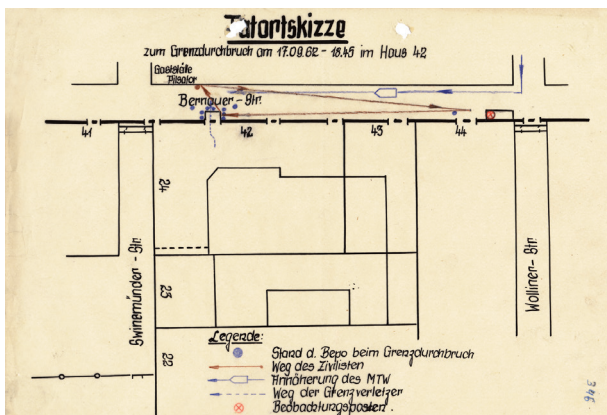 Tatortskizze
zum Grenzdurchbruch am 17.09.62 - 18.45 im Haus 42
Gaststätte
Pilsator
Bernauer-Str.
41 42 43 44
24
Swinemünder-Str.
Wolliner-Str.
23
22
Legende:
Stand d. Bepo beim Grenzdurchbruch
Weg des Zivilisten
Annäherung des MTW
Weg der Grenzverletzer
Beobachtungsposten.
346